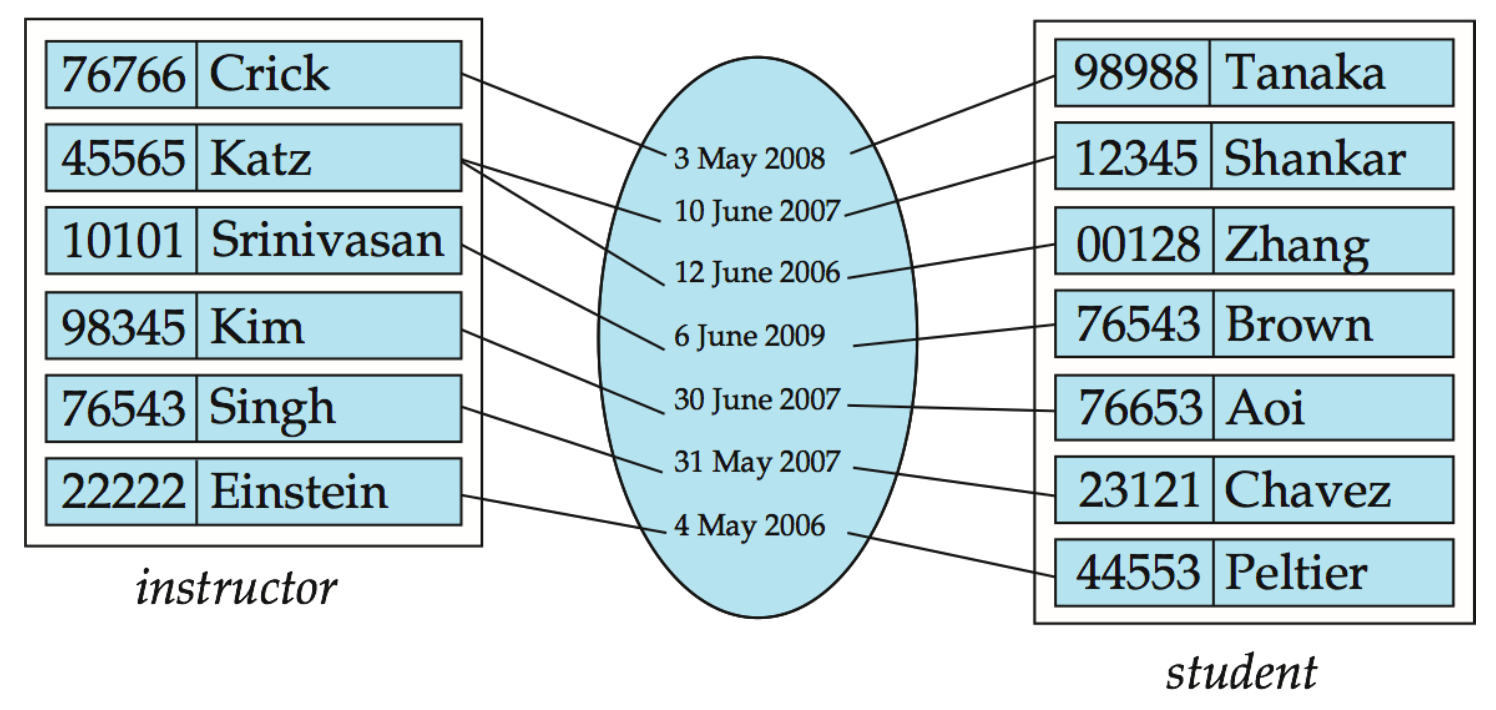 76766 Crick
45565 Katz
10101 Srinivasan
98345 Kim
76543 Singh
22222 Einstein
instructor
3 May 2008
10 June 2007
12 June 2006
6 June 2009
30 June 2007
31 May 2007
4 May 2006
98988 Tanaka
12345 Shankar
00128 Zhang
76543 Brown
76653 Aoi
23121 Chavez
44553 Peltier
student